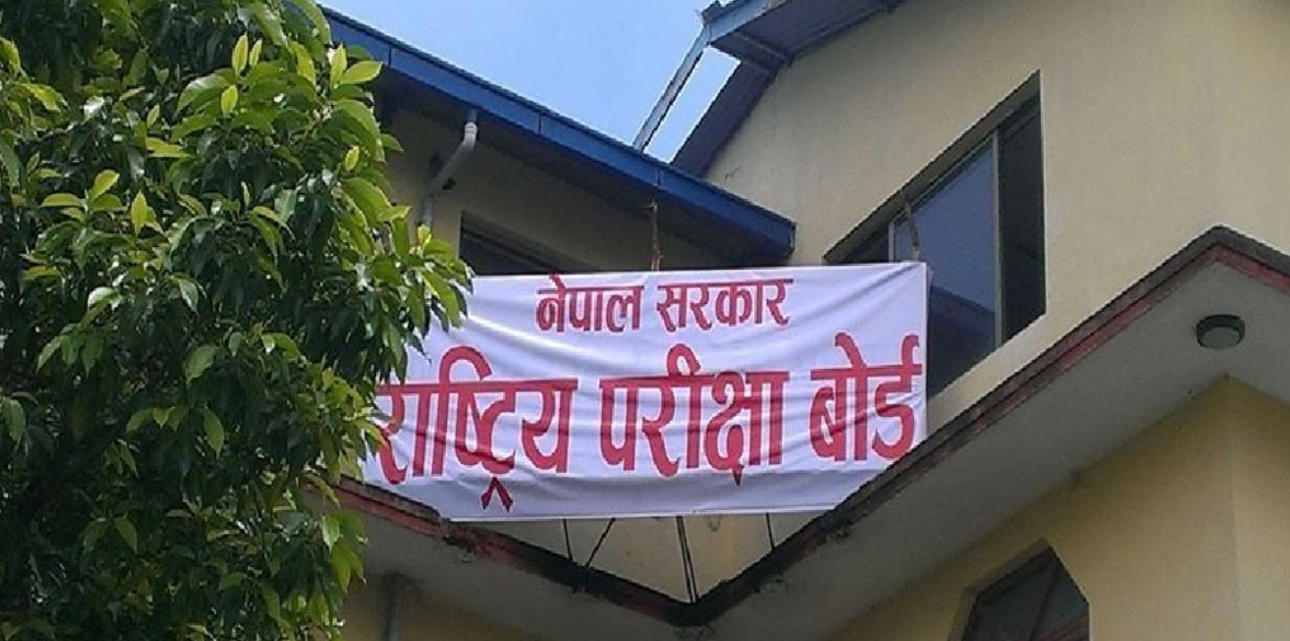 नेपाल सरकार
राष्ट्रिय परीक्षा बोर्ड